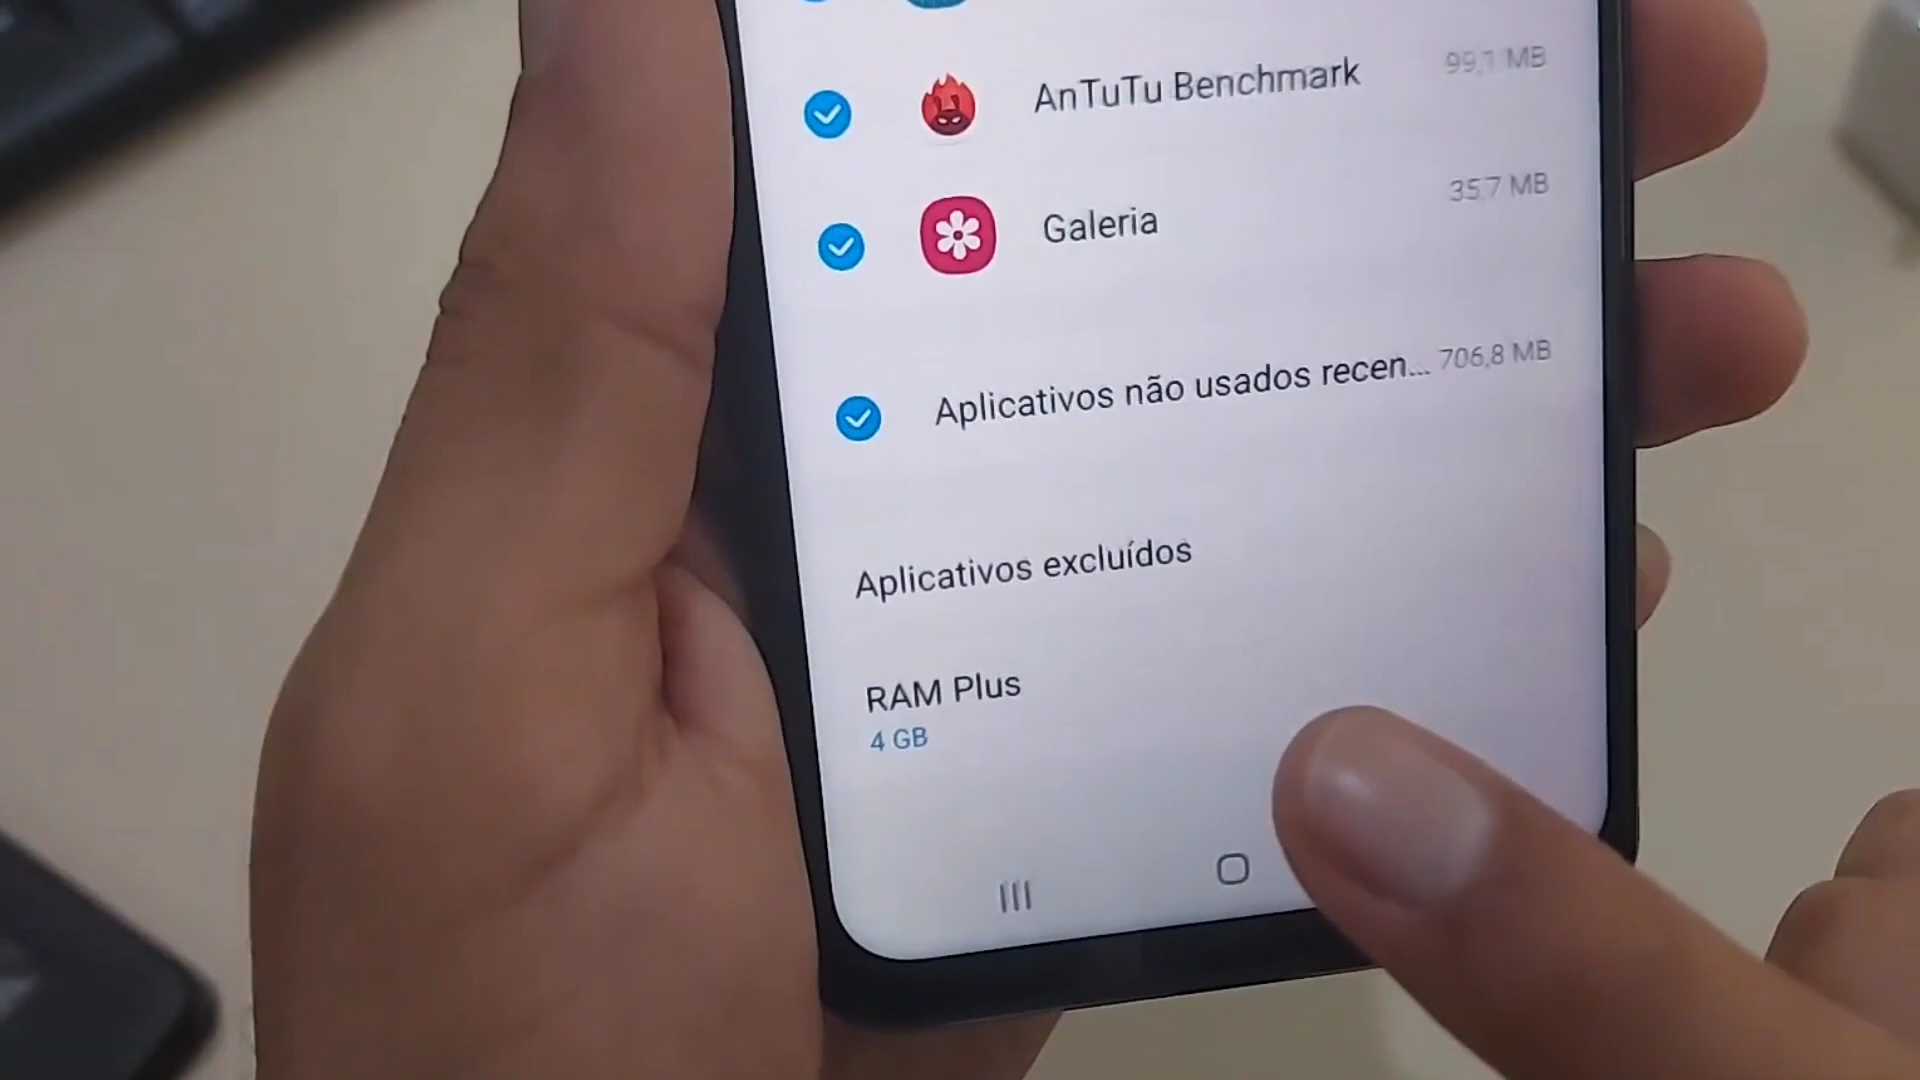 AnTuTu Benchmark 99,1 MB
Galeria 35,7 MB
Aplicativos não usados recen... 706,8 MB
Aplicativos excluídos
RAM Plus
4 GB